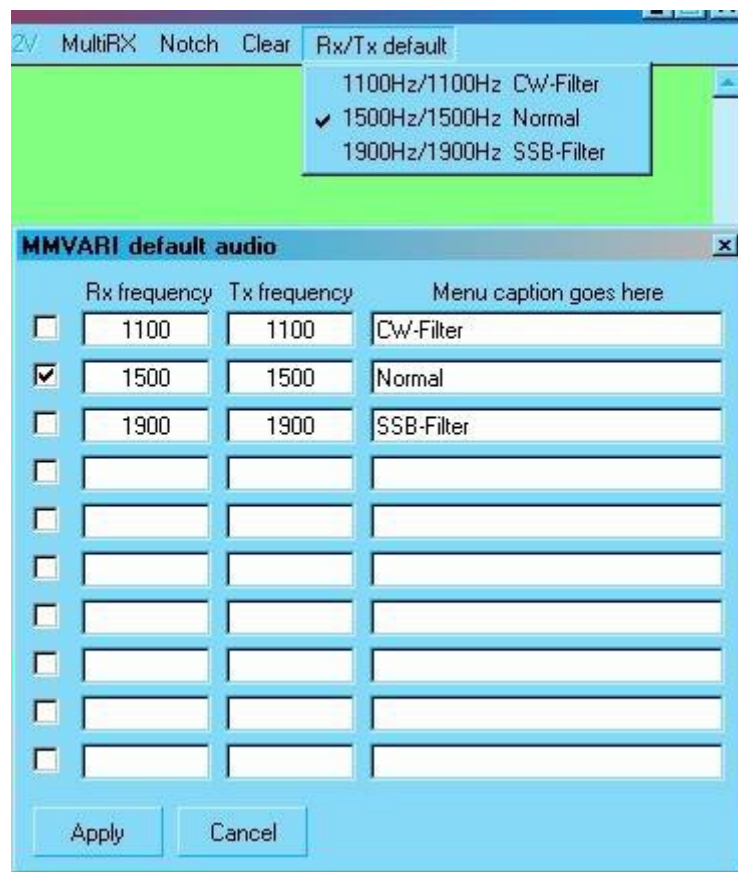 2V MultiRX Notch Clear Rx/Tx default
1100Hz/1100Hz CW-Filter
1500Hz/1500Hz Normal
1900Hz/1900Hz SSB-Filter
MMVARI default audio
Rx frequency Tx frequency Menu caption goes here
1100 1100 CW-Filter
1500 1500 Normal
1900 1900 SSB-Filter
Apply Cancel